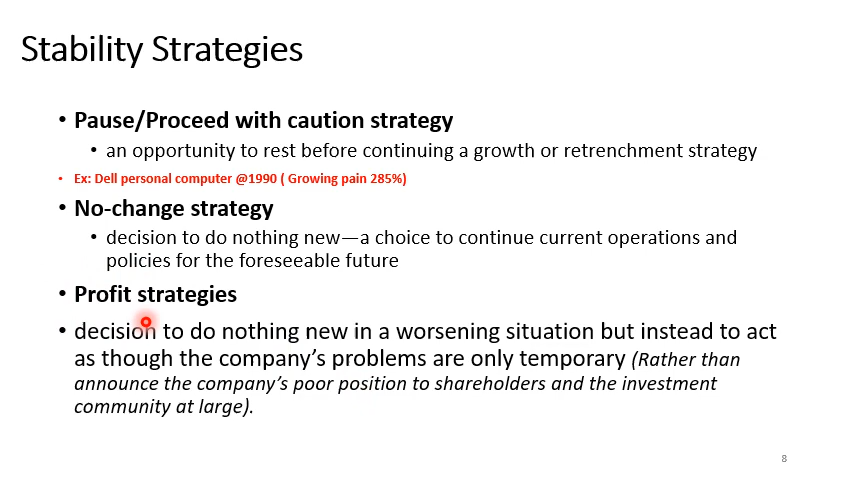 Stability Strategies
• Pause/Proceed with caution strategy
• an opportunity to rest before continuing a growth or retrenchment strategy
• Ex: Dell personal computer @1990 ( Growing pain 285%)
• No-change strategy
• decision to do nothing new—a choice to continue current operations and
policies for the foreseeable future
• Profit strategies
• decision to do nothing new in a worsening situation but instead to act
as though the company’s problems are only temporary (Rather than
announce the company’s poor position to shareholders and the investment
community at large).
8